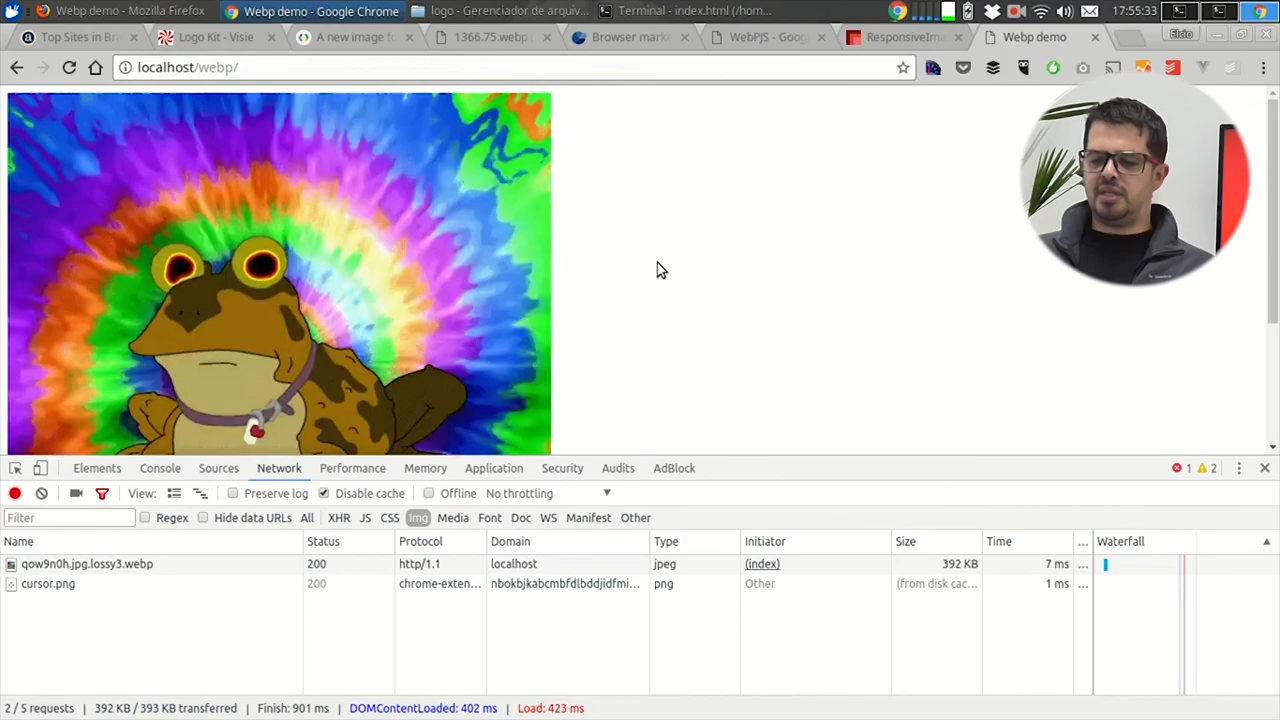 Webp demo - Mozilla Firefox
Webp demo - Google Chrome
logo - Gerenciador de arquiv...
Terminal - index.html (/hom...
17:55:33
Top Sites in Bra
Logo Kit - Visie
A new image fo
1366.75.webp (
Browser marke
WebPJS - Goog
ResponsiveIma
Webp demo
Elcio
localhost/webp/
Elements
Console
Sources
Network
Performance
Memory
Application
Security
Audits
AdBlock
1
2
View:
Preserve log
Disable cache
Offline
No throttling
Filter
Regex
Hide data URLs
All
XHR
JS
CSS
Img
Media
Font
Doc
WS
Manifest
Other
Name
Status
Protocol
Domain
Type
Initiator
Size
Time
...
Waterfall
qow9n0h.jpg.lossy3.webp
200
http/1.1
localhost
jpeg
(index)
392 KB
7 ms
...
cursor.png
200
chrome-exten...
nbokbjkabcmbfdlbddjidfmi...
png
Other
(from disk cac...
1 ms
...
2 / 5 requests | 392 KB / 393 KB transferred | Finish: 901 ms | DOMContentLoaded: 402 ms | Load: 423 ms